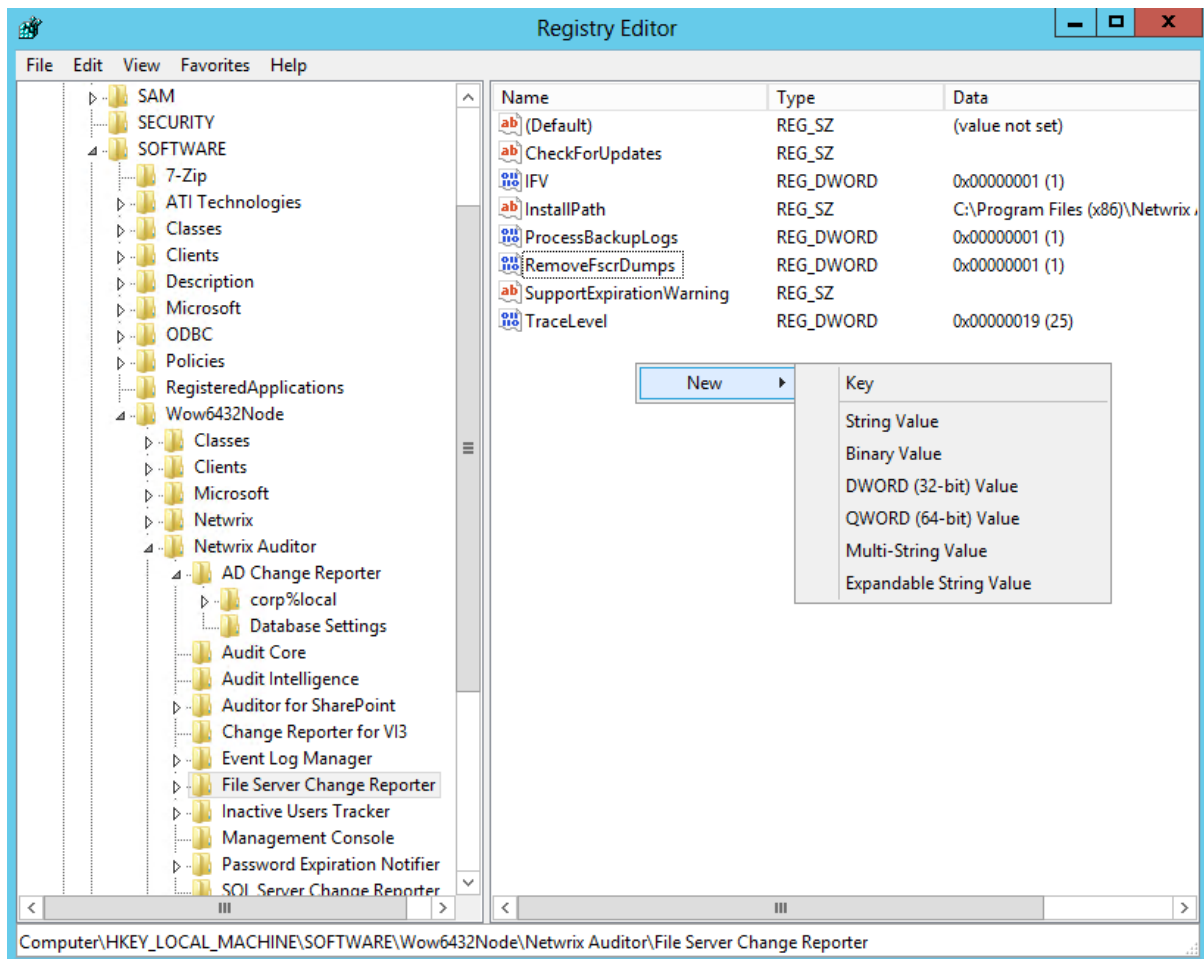 Registry Editor
File Edit View Favorites Help
SAM
SECURITY
SOFTWARE
7-Zip
ATI Technologies
Classes
Clients
Description
Microsoft
ODBC
Policies
RegisteredApplications
Wow6432Node
Classes
Clients
Microsoft
Netwrix
Netwrix Auditor
AD Change Reporter
corp%local
Database Settings
Audit Core
Audit Intelligence
Auditor for SharePoint
Change Reporter for VI3
Event Log Manager
File Server Change Reporter
Inactive Users Tracker
Management Console
Password Expiration Notifier
SQL Server Change Reporter
Name Type Data
(Default) REG_SZ (value not set)
CheckForUpdates REG_SZ
IFV REG_DWORD 0x00000001 (1)
InstallPath REG_SZ C:\Program Files (x86)\Netwrix
ProcessBackupLogs REG_DWORD 0x00000001 (1)
RemoveFscrDumps REG_DWORD 0x00000001 (1)
SupportExpirationWarning REG_SZ
TraceLevel REG_DWORD 0x00000019 (25)
New
Key
String Value
Binary Value
DWORD (32-bit) Value
QWORD (64-bit) Value
Multi-String Value
Expandable String Value
Computer\HKEY_LOCAL_MACHINE\SOFTWARE\Wow6432Node\Netwrix Auditor\File Server Change Reporter